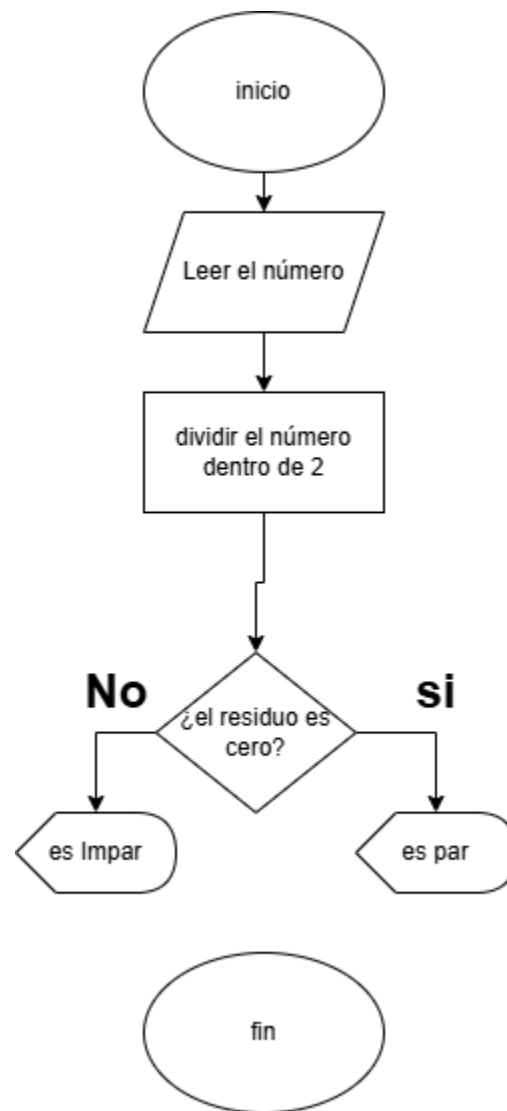 inicio
Leer el número
dividir el número
dentro de 2
No
si
¿el residuo es
cero?
es Impar
es par
fin